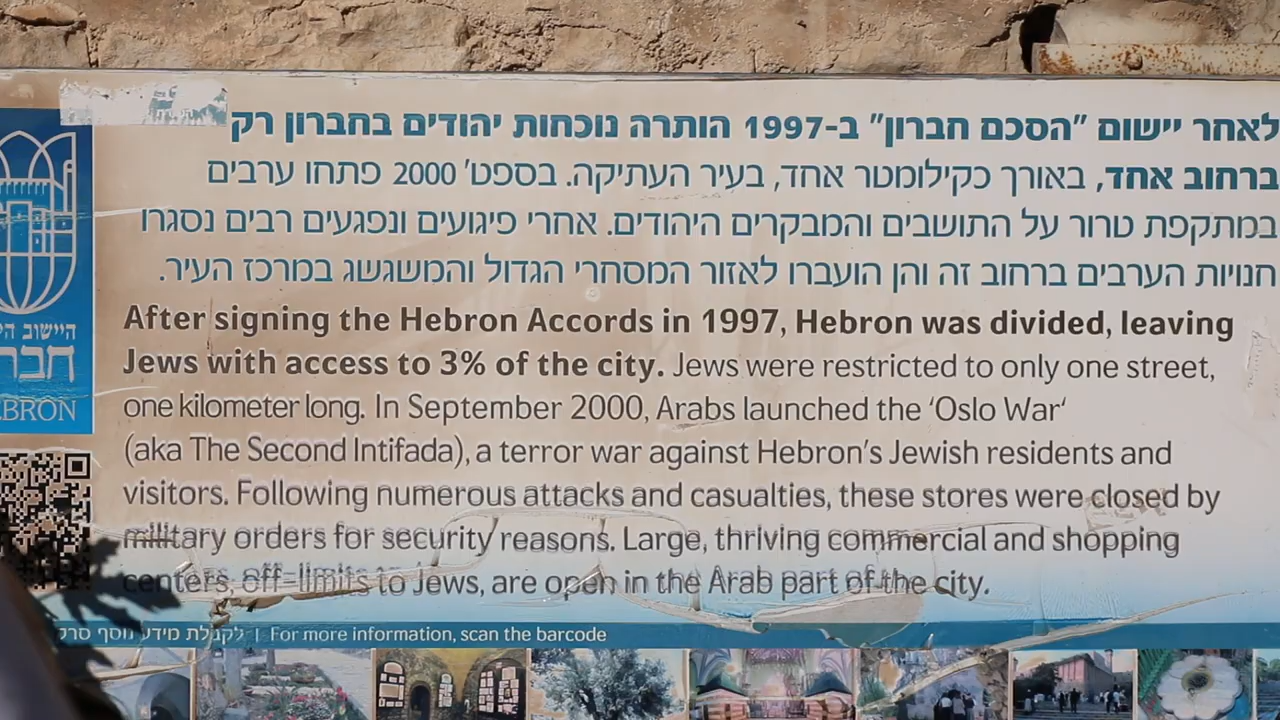 לאחר יישום "הסכם חברון" ב-1997 הותרה נוכחות יהודים בחברון רק
ברחוב אחד, באורך כקילומטר אחד, בעיר העתיקה. בספט' 2000 פתחו ערבים
במתקפת טרור על התושבים והמבקרים היהודים. אחרי פיגועים ונפגעים רבים נסגרו
חנויות הערבים ברחוב זה והן הועברו לאזור המסחרי הגדול והמשגשג במרכז העיר.
After signing the Hebron Accords in 1997, Hebron was divided, leaving
Jews with access to 3% of the city. Jews were restricted to only one street,
one kilometer long. In September 2000, Arabs launched the ‘Oslo War‘
(aka The Second Intifada), a terror war against Hebron's Jewish residents and
visitors. Following numerous attacks and casualties, these stores were closed by
military orders for security reasons. Large, thriving commercial and shopping
centers, off-limits to Jews, are open in the Arab part of the city.
היישוב
לקבלת מידע נוסף סרק | For more information, scan the barcode